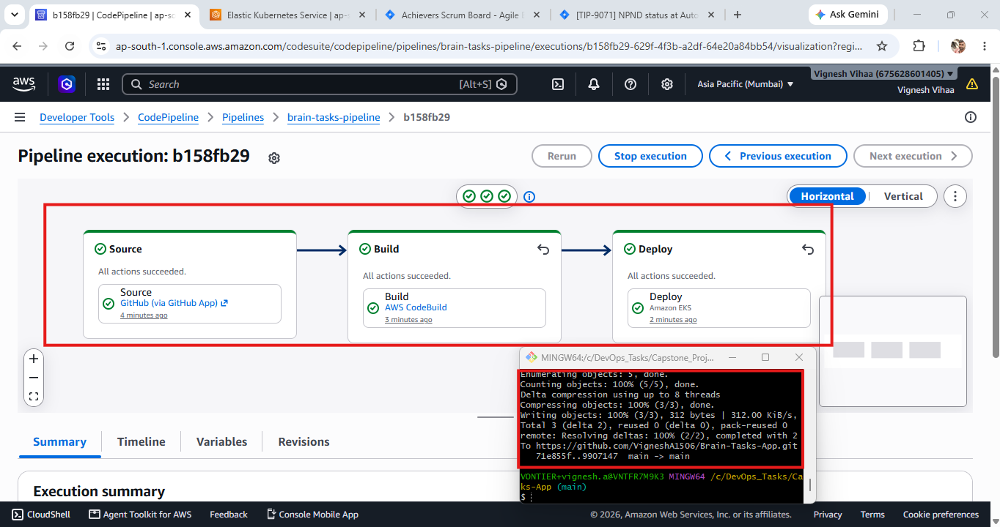 b158fb29 | CodePipeline | ap-so
Elastic Kubernetes Service | ap-s
Achievers Scrum Board - Agile B
[TIP-9071] NPND status at Auto
Ask Gemini
ap-south-1.console.aws.amazon.com/codesuite/codepipeline/pipelines/brain-tasks-pipeline/executions/b158fb29-629f-4f3b-a2df-64e20a84bb54/visualization?regi...
aws
Search
[Alt+S]
Asia Pacific (Mumbai)
Vignesh Vihaa (675628601405)
Vignesh Vihaa
Developer Tools
CodePipeline
Pipelines
brain-tasks-pipeline
b158fb29
Pipeline execution: b158fb29
Rerun
Stop execution
Previous execution
Next execution
Horizontal
Vertical
Source
All actions succeeded.
Source
GitHub (via GitHub App)
4 minutes ago
Build
All actions succeeded.
Build
AWS CodeBuild
3 minutes ago
Deploy
All actions succeeded.
Deploy
Amazon EKS
2 minutes ago
MINGW64:/c/DevOps_Tasks/Capstone_Proj...
Enumerating objects: 5, done.
Counting objects: 100% (5/5), done.
Delta compression using up to 8 threads
Compressing objects: 100% (3/3), done.
Writing objects: 100% (3/3), 312 bytes | 312.00 KiB/s,
Total 3 (delta 2), reused 0 (delta 0), pack-reused 0
remote: Resolving deltas: 100% (2/2), completed with 2
To https://github.com/VigneshA1506/Brain-Tasks-App.git
71e855f..9907147 main -> main
VONTIER+vignesh.a@VNTFR7M9K3 MINGW64 /c/DevOps_Tasks/Ca
ks-App (main)
$
Summary
Timeline
Variables
Revisions
Execution summary
CloudShell
Agent Toolkit for AWS
Feedback
Console Mobile App
© 2026, Amazon Web Services, Inc. or its affiliates.
Privacy
Terms
Cookie preferences